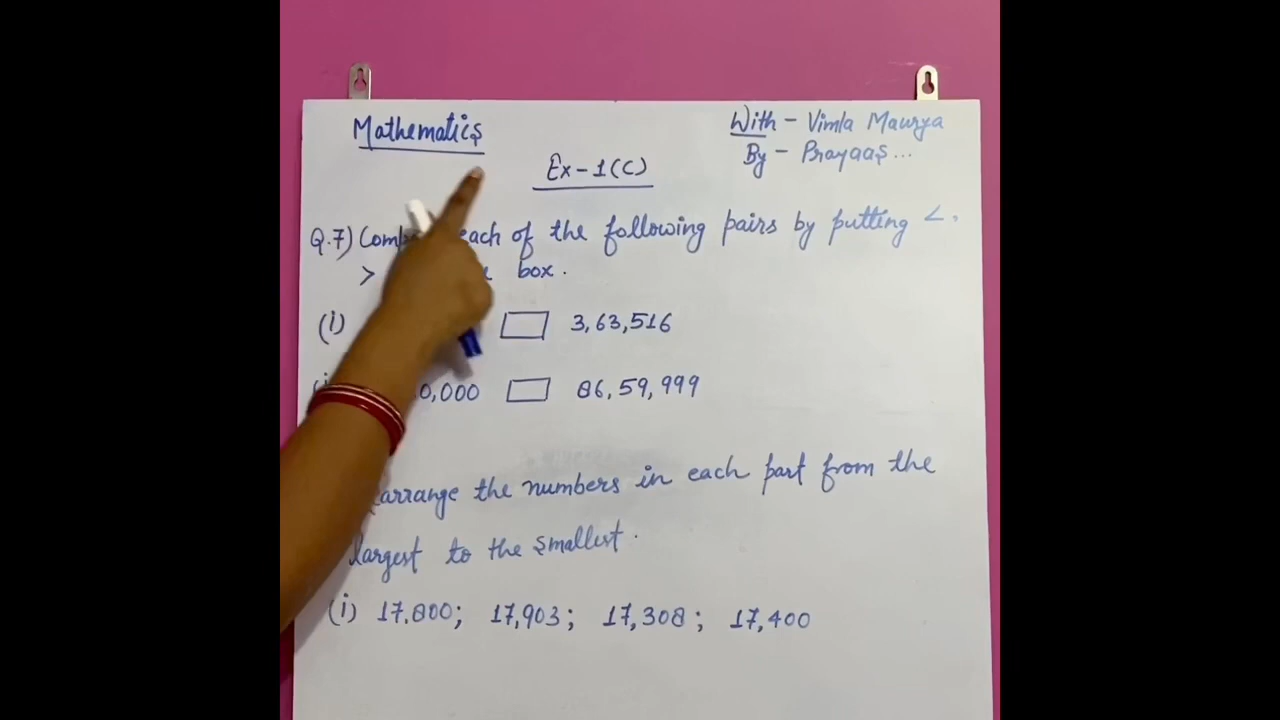 Mathematics
With - Vimla Maurya
By - Prayaas...
Ex - 1(C)
Q.7) each of the following pairs by putting <,
> box.
(i) 3,63,516
0,000 86,59,999
arrange the numbers in each part from the
largest to the smallest.
(i) 17,800; 17,903; 17,308; 17,400